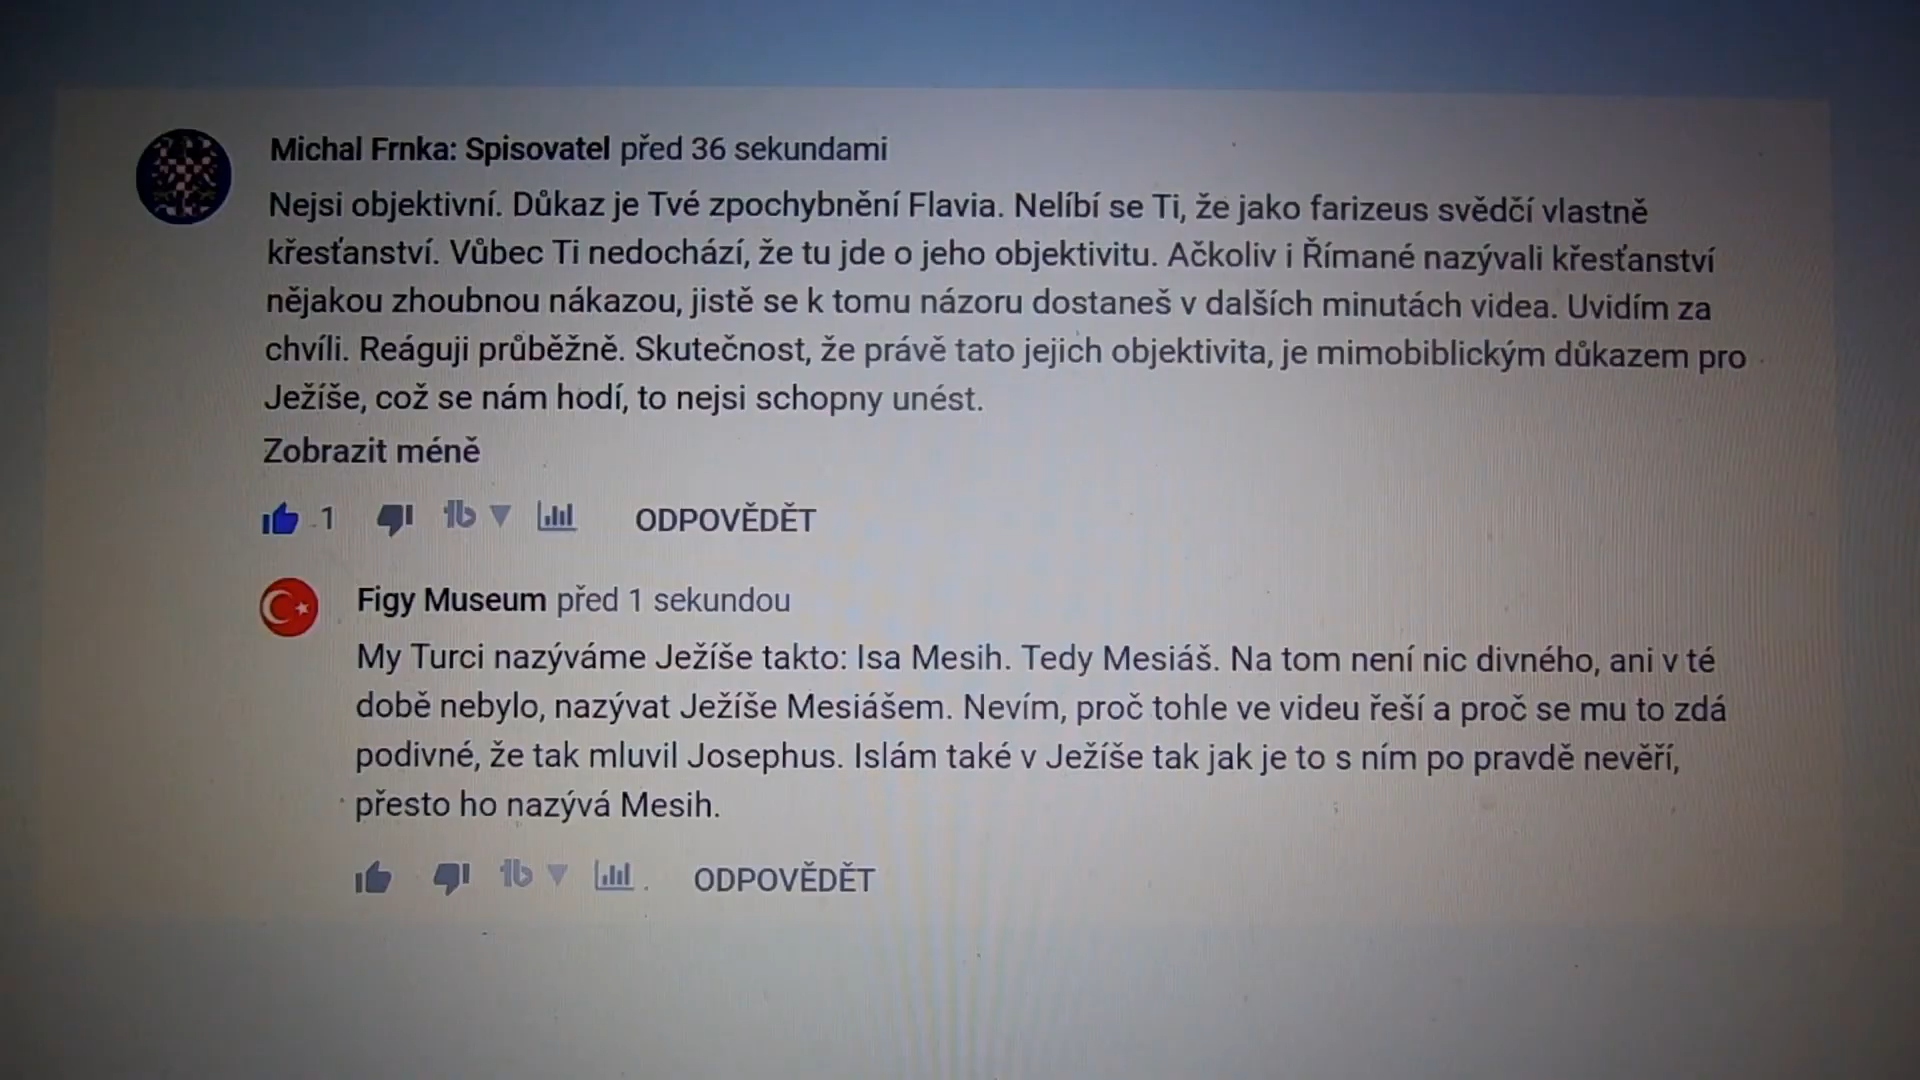 Michal Frnka: Spisovatel před 36 sekundami
Nejsi objektivní. Důkaz je Tvé zpochybnění Flavia. Nelíbí se Ti, že jako farizeus svědčí vlastně
křesťanství. Vůbec Ti nedochází, že tu jde o jeho objektivitu. Ačkoliv i Římané nazývali křesťanství
nějakou zhoubnou nákazou, jistě se k tomu názoru dostaneš v dalších minutách videa. Uvidím za
chvíli. Reáguji průběžně. Skutečnost, že právě tato jejich objektivita, je mimobiblickým důkazem pro
Ježíše, což se nám hodí, to nejsi schopny unést.
Zobrazit méně
1 ODPOVĚDĚT
Figy Museum před 1 sekundou
My Turci nazýváme Ježíše takto: Isa Mesih. Tedy Mesiáš. Na tom není nic divného, ani v té
době nebylo, nazývat Ježíše Mesiášem. Nevím, proč tohle ve videu řeší a proč se mu to zdá
podivné, že tak mluvil Josephus. Islám také v Ježíše tak jak je to s ním po pravdě nevěří,
přesto ho nazývá Mesih.
ODPOVĚDĚT